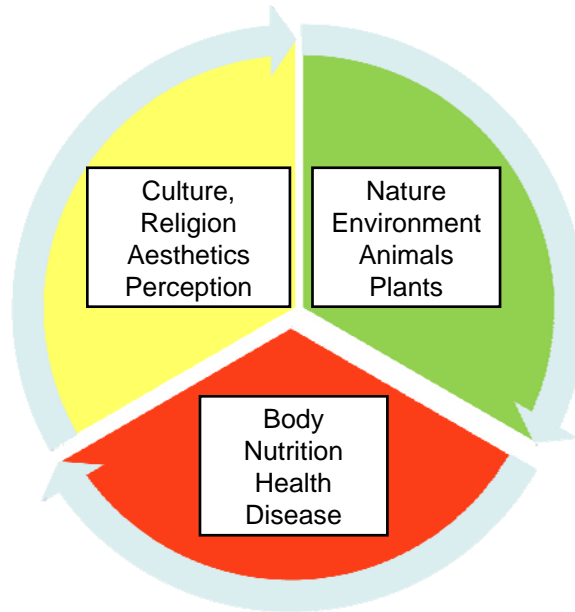 Culture,
Religion
Aesthetics
Perception
Nature
Environment
Animals
Plants
Body
Nutrition
Health
Disease